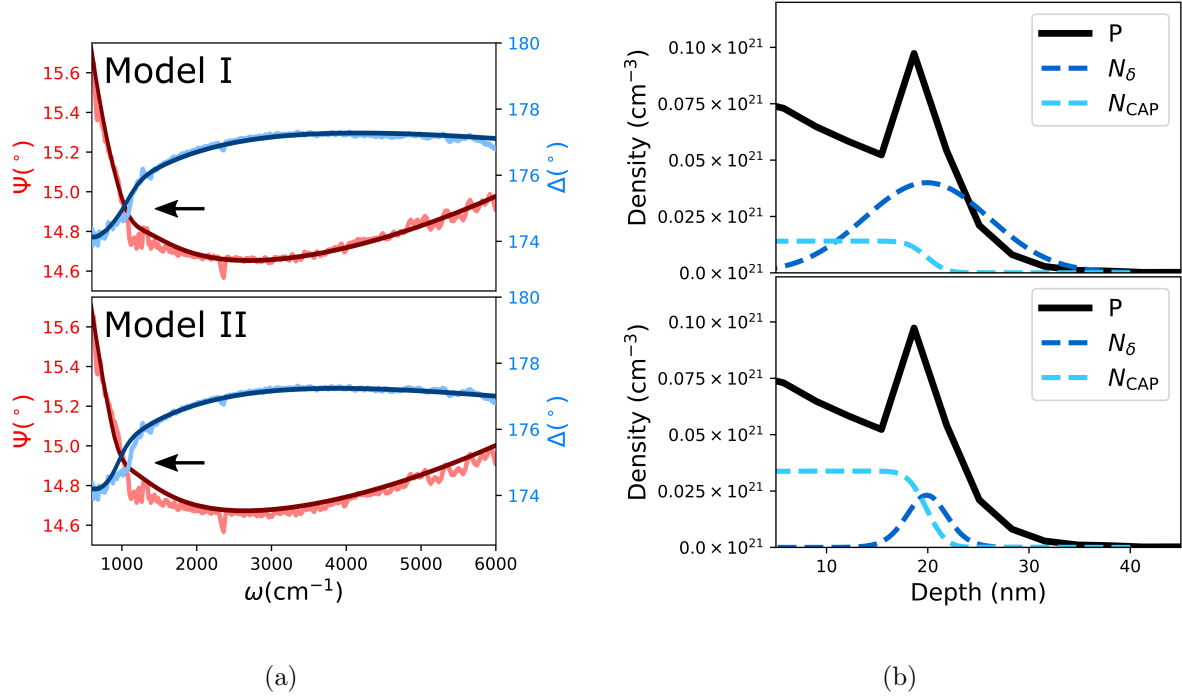 Model I
Ψ(°)
15.6
15.4
15.2
15.0
14.8
14.6
180
178
176
174
Δ(°)
Model II
Ψ(°)
15.6
15.4
15.2
15.0
14.8
14.6
180
178
176
174
Δ(°)
1000 2000 3000 4000 5000 6000
ω(cm⁻¹)
(a)
Density (cm⁻³)
0.10 × 10²¹
0.075 × 10²¹
0.05 × 10²¹
0.025 × 10²¹
0.0 × 10²¹
P
N_δ
N_CAP
Density (cm⁻³)
0.10 × 10²¹
0.075 × 10²¹
0.05 × 10²¹
0.025 × 10²¹
0.0 × 10²¹
P
N_δ
N_CAP
10 20 30 40
Depth (nm)
(b)